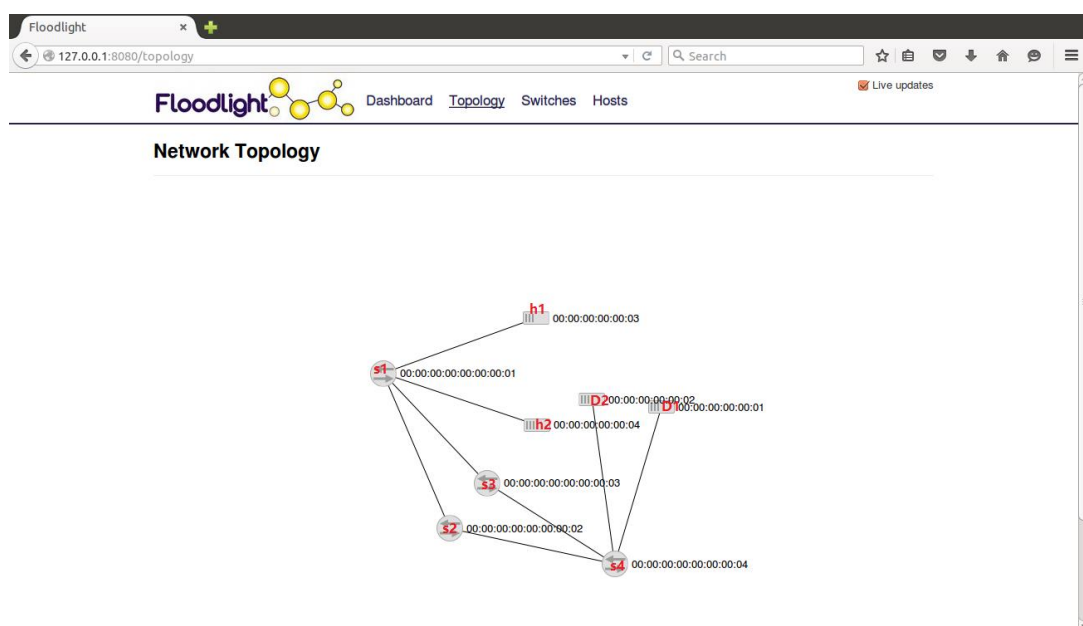 Floodlight
127.0.0.1:8080/topology
Search
Floodlight
Dashboard Topology Switches Hosts
Live updates
Network Topology
h1
00:00:00:00:00:03
s1
00:00:00:00:00:00:01
D2
00:00:00:00:00:02
D1
00:00:00:00:00:01
h2
00:00:00:00:00:04
s3
00:00:00:00:00:00:03
s2
00:00:00:00:00:00:02
s4
00:00:00:00:00:00:04